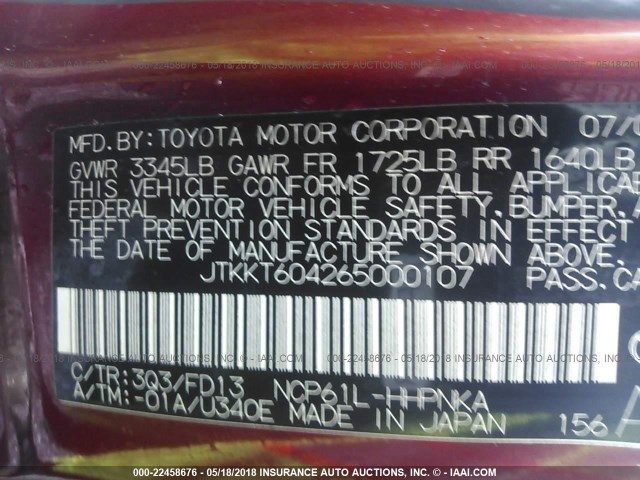 MFD.BY:TOYOTA MOTOR CORPORATION 07/
GVWR 3345LB GAWR FR 1725LB RR 1640LB
THIS VEHICLE CONFORMS TO ALL APPLICA
FEDERAL MOTOR VEHICLE SAFETY,BUMPER,
THEFT PREVENTION STANDARDS IN EFFECT
THE DATE OF MANUFACTURE SHOWN ABOVE.
JTKKT604265000107 PASS.CA
C/TR:3Q3/FD13 NCP61L-HHPNKA
A/TM:-01A/U340E MADE IN JAPAN 156
000-22458676 - 05/18/2018 INSURANCE AUTO AUCTIONS, INC. - © - IAAI.COM